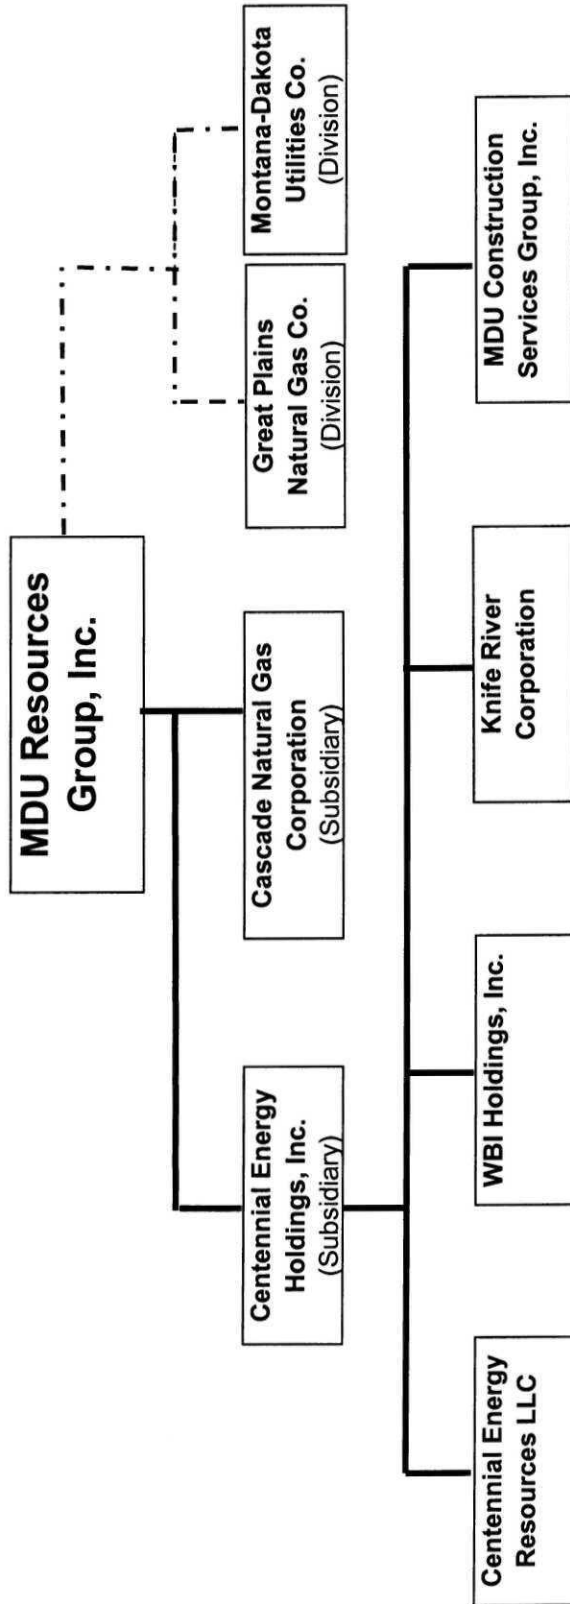 MDU Resources
Group, Inc.
Centennial Energy
Holdings, Inc.
(Subsidiary)
Cascade Natural Gas
Corporation
(Subsidiary)
Great Plains
Natural Gas Co.
(Division)
Montana-Dakota
Utilities Co.
(Division)
Centennial Energy
Resources LLC
WBI Holdings, Inc.
Knife River
Corporation
MDU Construction
Services Group, Inc.